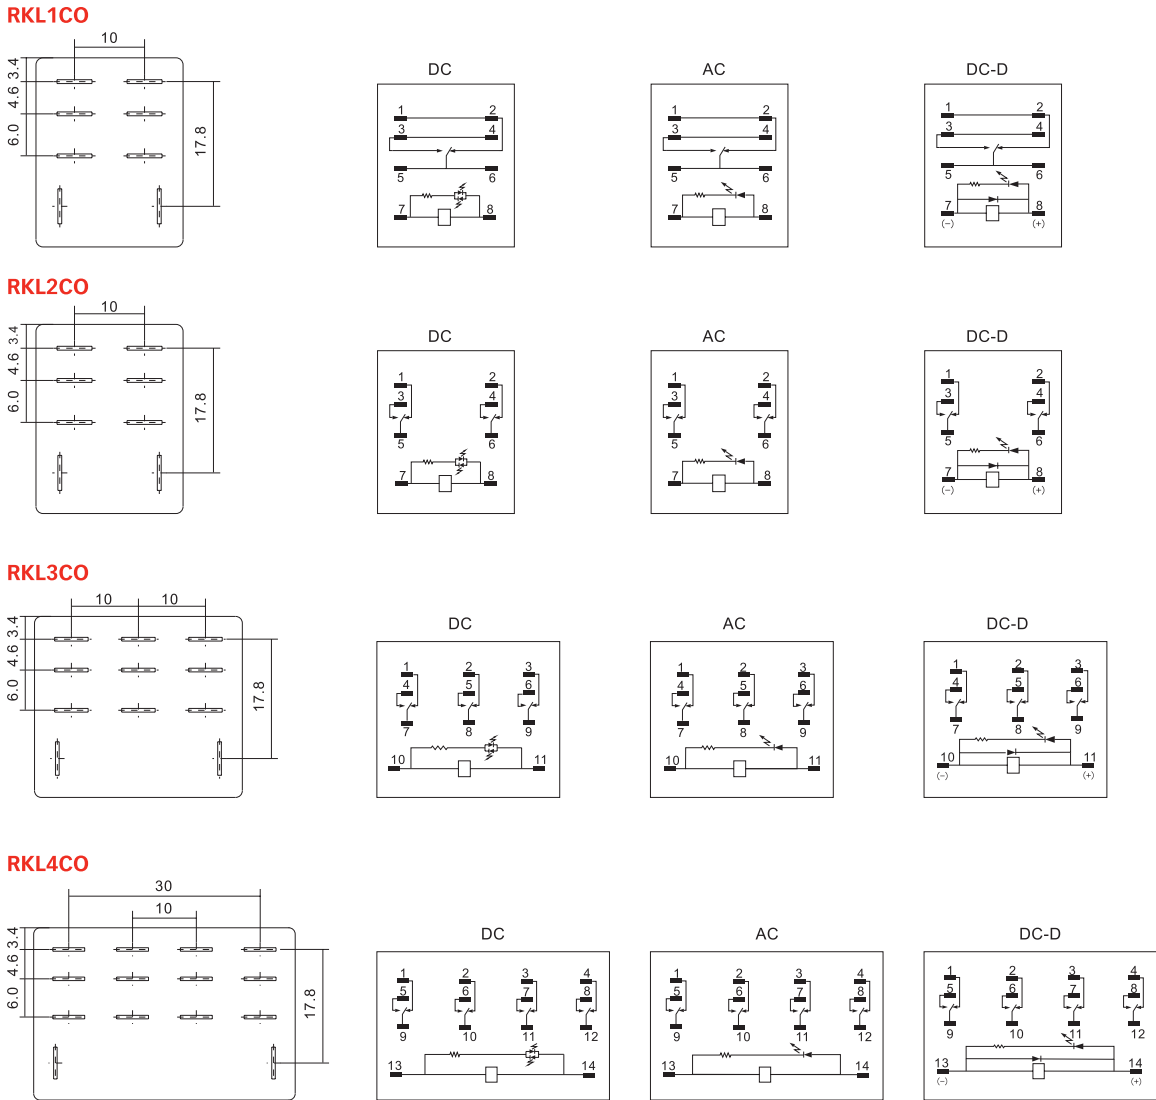 RKL1CO
10
3.4
4.6
6.0
17.8
DC
1 2
3 4
5 6
7 8
AC
1 2
3 4
5 6
7 8
DC-D
1 2
3 4
5 6
7 8
(–) (+)
RKL2CO
10
3.4
4.6
6.0
17.8
DC
1 2
3 4
5 6
7 8
AC
1 2
3 4
5 6
7 8
DC-D
1 2
3 4
5 6
7 8
(–) (+)
RKL3CO
10 10
3.4
4.6
6.0
17.8
DC
1 2 3
4 5 6
7 8 9
10 11
AC
1 2 3
4 5 6
7 8 9
10 11
DC-D
1 2 3
4 5 6
7 8 9
10 11
(–) (+)
RKL4CO
30
10
3.4
4.6
6.0
17.8
DC
1 2 3 4
5 6 7 8
9 10 11 12
13 14
AC
1 2 3 4
5 6 7 8
9 10 11 12
13 14
DC-D
1 2 3 4
5 6 7 8
9 10 11 12
13 14
(–) (+)